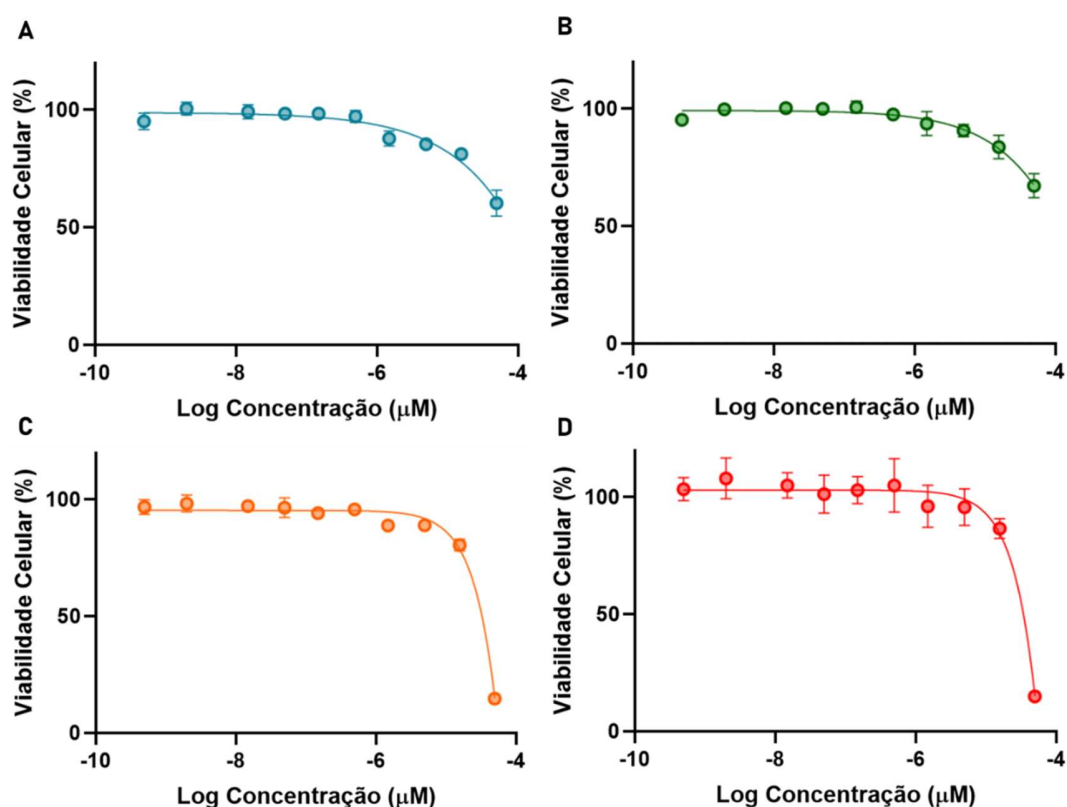 A
Viabilidade Celular (%)
100
50
0
-10 -8 -6 -4
Log Concentração (μM)
B
Viabilidade Celular (%)
100
50
0
-10 -8 -6 -4
Log Concentração (μM)
C
Viabilidade Celular (%)
100
50
0
-10 -8 -6 -4
Log Concentração (μM)
D
Viabilidade Celular (%)
100
50
0
-10 -8 -6 -4
Log Concentração (μM)